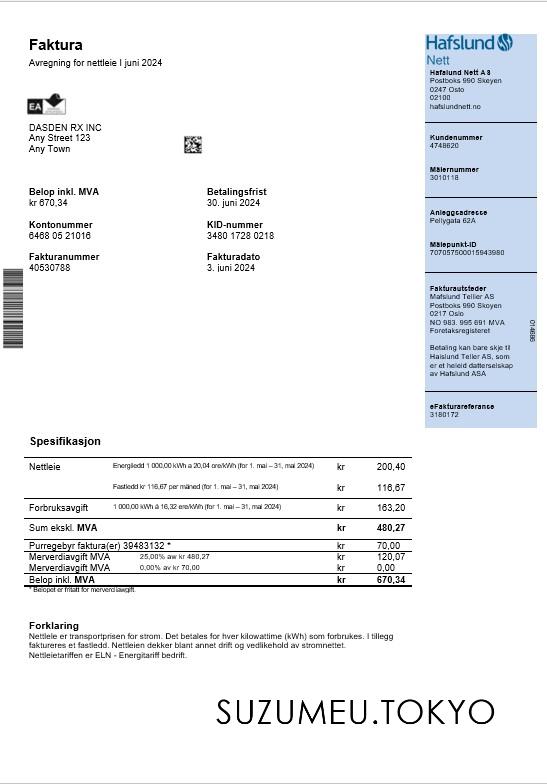 Faktura
Avregning for nettleie I juni 2024
EA
DASDEN RX INC
Any Street 123
Any Town
Belop inkl. MVA
kr 670,34
Betalingsfrist
30. juni 2024
Kontonummer
6468 05 21016
KID-nummer
3480 1728 0218
Fakturanummer
40530788
Fakturadato
3. juni 2024
Hafslund
Nett
Hafslund Nett AS
Postboks 990 Skeyen
0247 Osto
02100
hafslundnett.no
Kundenummer
4748620
Målernummer
3010118
Anleggsadresse
Pellygata 62A
Målepunkt-ID
707057500015943980
Fakturautsteder
Mafslund Tellier AS
Postboks 990 Skeyen
0217 Oslo
NO 983. 995 691 MVA
Foretaksregisteret
Betaling kan bare skje til
Haislund Teller AS, som
er et heleid datterselskap
av Hafslund ASA
014686
eFakturareferanse
3180172
Spesifikasjon
Nettleie Energiledd 1 000,00 kWh a 20,04 ore/kWh (for 1. mai – 31, mai 2024) kr 200,40
Fastledd kr 116,67 per måned (for 1. mai – 31, mai 2024) kr 116,67
Forbruksavgift 1 000,00 kWh á 16,32 ere/kWh (for 1. mai – 31, mai 2024) kr 163,20
Sum ekskl. MVA kr 480,27
Purregebyr faktura(er) 39483132 * kr 70,00
Merverdiavgift MVA 25,00% aw kr 480,27 kr 120,07
Merverdiavgift MVA 0,00% av kr 70,00 kr 0,00
Belop inkl. MVA kr 670,34
* Belopet er fritatt for merverdiavgift.
Forklaring
Nettlele er transportprisen for strom. Det betales for hver kilowattime (kWh) som forbrukes. I tillegg
faktureres et fastledd. Nettleien dekker blant annet drift og vedlikehold av stromnettet.
Nettleietariffen er ELN - Energitariff bedrift.
SUZUMEU.TOKYO